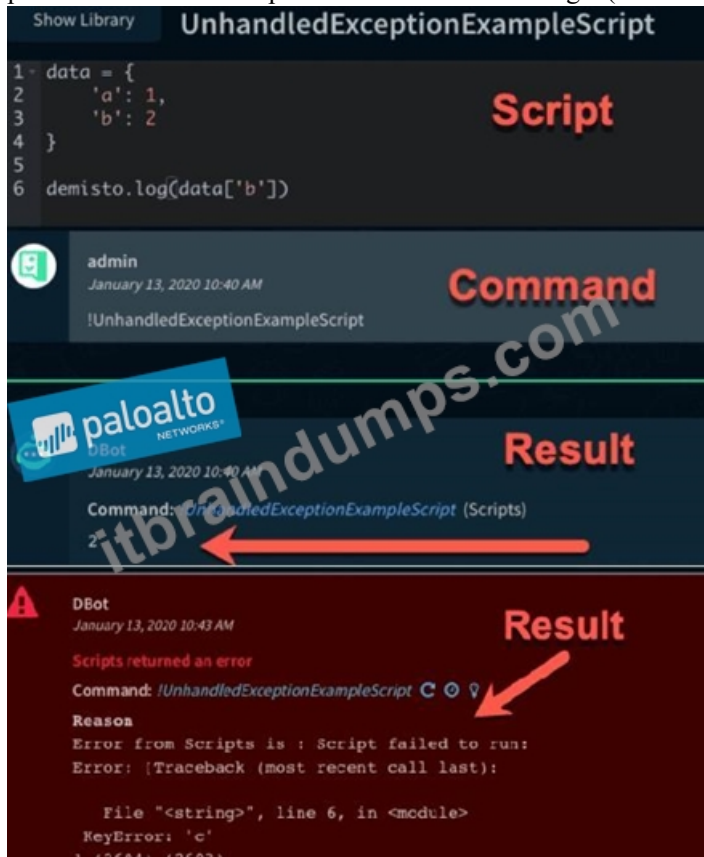 Show Library UnhandledExceptionExampleScript
1 data = {
2 'a': 1,
3 'b': 2
4 }
5
6 demisto.log(data['b'])
Script
admin
January 13, 2020 10:40 AM
Command
!UnhandledExceptionExampleScript
paloalto
NETWORKS
itbraindumps.com
DBot
January 13, 2020 10:40 AM
Result
Command: !UnhandledExceptionExampleScript (Scripts)
2
DBot
January 13, 2020 10:43 AM
Result
Scripts returned an error
Command: !UnhandledExceptionExampleScript
Reason
Error from Scripts is : Script failed to run:
Error: [Traceback (most recent call last):
File "<string>", line 6, in <module>
KeyError: 'c'